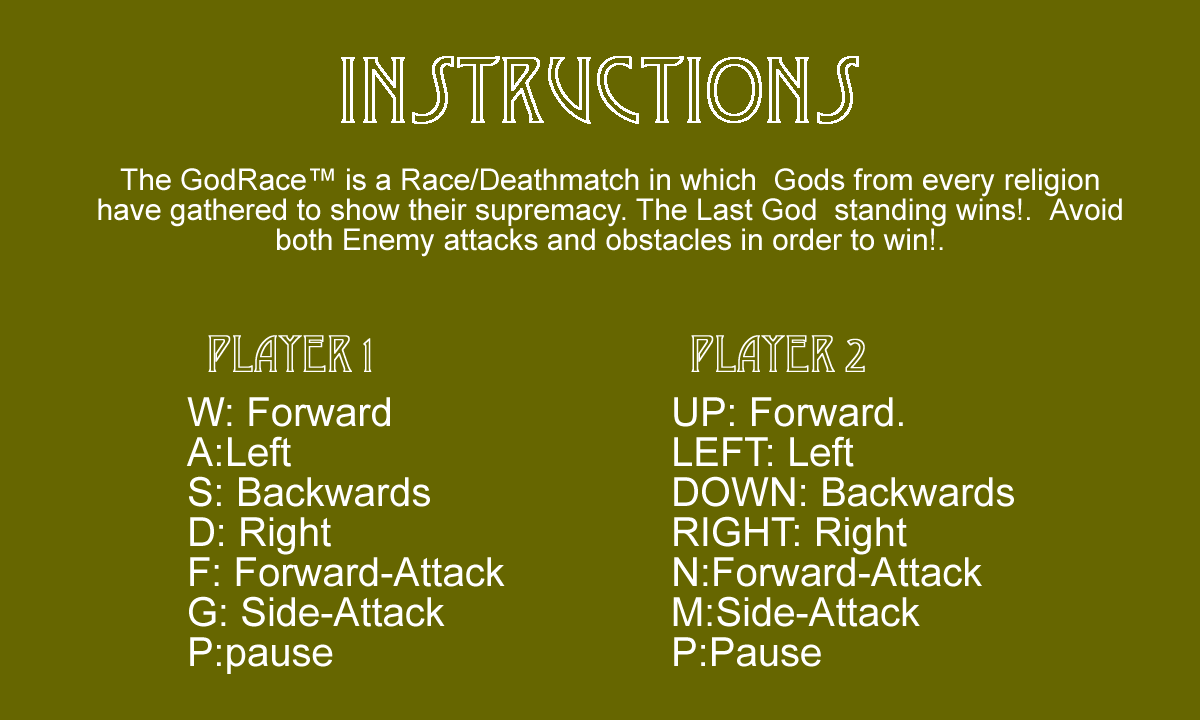 INSTRUCTIONS
The GodRace™ is a Race/Deathmatch in which  Gods from every religion
have gathered to show their supremacy. The Last God  standing wins!.  Avoid
both Enemy attacks and obstacles in order to win!.
PLAYER 1
W: Forward
A:Left
S: Backwards
D: Right
F: Forward-Attack
G: Side-Attack
P:pause
PLAYER 2
UP: Forward.
LEFT: Left
DOWN: Backwards
RIGHT: Right
N:Forward-Attack
M:Side-Attack
P:Pause